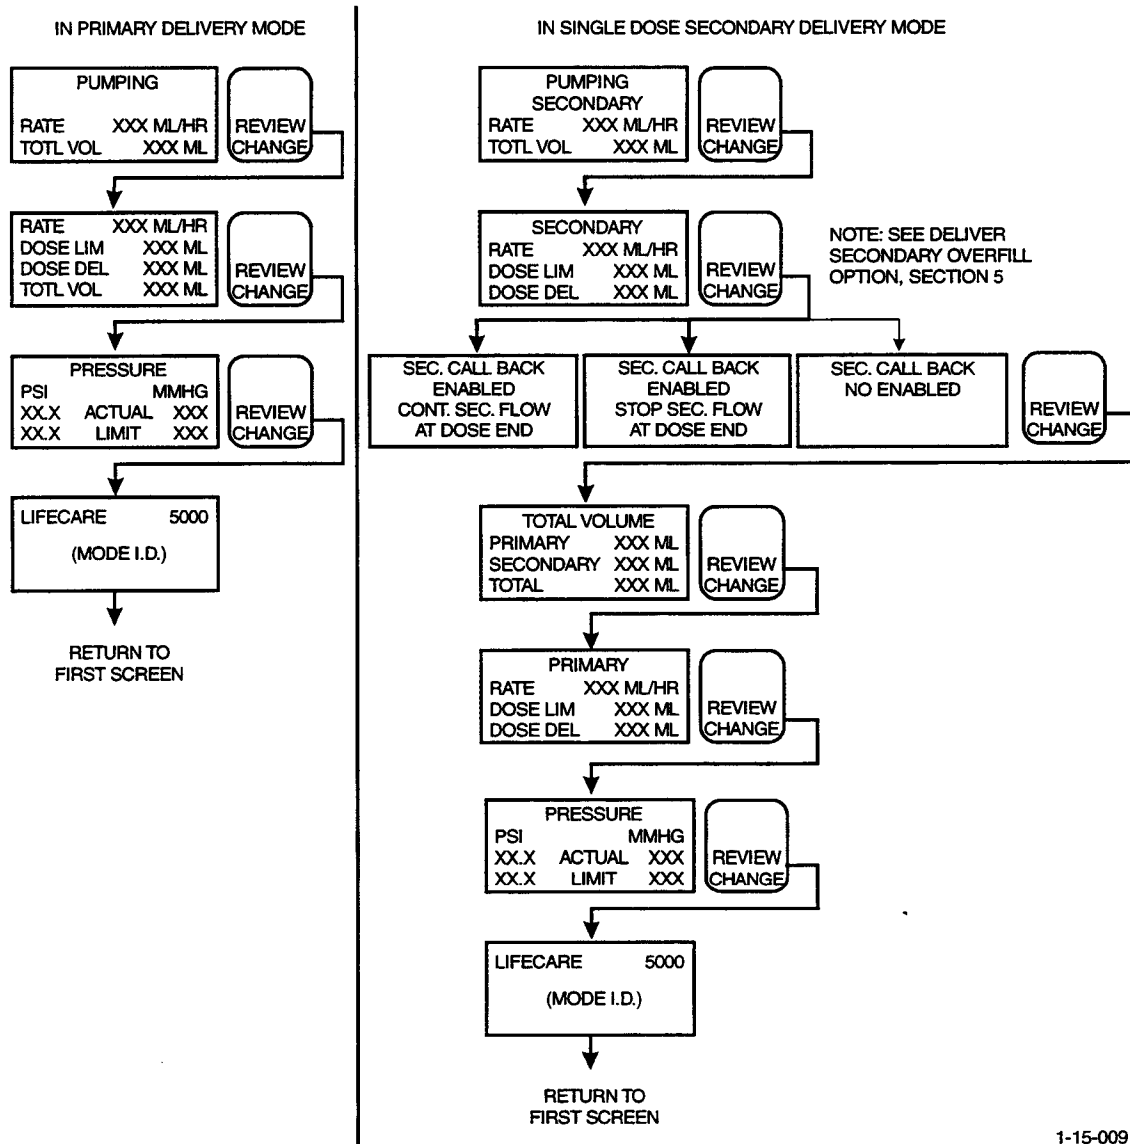 IN PRIMARY DELIVERY MODE
PUMPING
RATE XXX ML/HR
TOTL VOL XXX ML
REVIEW
CHANGE
RATE XXX ML/HR
DOSE LIM XXX ML
DOSE DEL XXX ML
TOTL VOL XXX ML
REVIEW
CHANGE
PRESSURE
PSI MMHG
XX.X ACTUAL XXX
XX.X LIMIT XXX
REVIEW
CHANGE
LIFECARE 5000
(MODE I.D.)
RETURN TO
FIRST SCREEN
IN SINGLE DOSE SECONDARY DELIVERY MODE
PUMPING
SECONDARY
RATE XXX ML/HR
TOTL VOL XXX ML
REVIEW
CHANGE
SECONDARY
RATE XXX ML/HR
DOSE LIM XXX ML
DOSE DEL XXX ML
REVIEW
CHANGE
NOTE: SEE DELIVER
SECONDARY OVERFILL
OPTION, SECTION 5
SEC. CALL BACK
ENABLED
CONT. SEC. FLOW
AT DOSE END
SEC. CALL BACK
ENABLED
STOP SEC. FLOW
AT DOSE END
SEC. CALL BACK
NO ENABLED
REVIEW
CHANGE
TOTAL VOLUME
PRIMARY XXX ML
SECONDARY XXX ML
TOTAL XXX ML
REVIEW
CHANGE
PRIMARY
RATE XXX ML/HR
DOSE LIM XXX ML
DOSE DEL XXX ML
REVIEW
CHANGE
PRESSURE
PSI MMHG
XX.X ACTUAL XXX
XX.X LIMIT XXX
REVIEW
CHANGE
LIFECARE 5000
(MODE I.D.)
RETURN TO
FIRST SCREEN
1-15-009